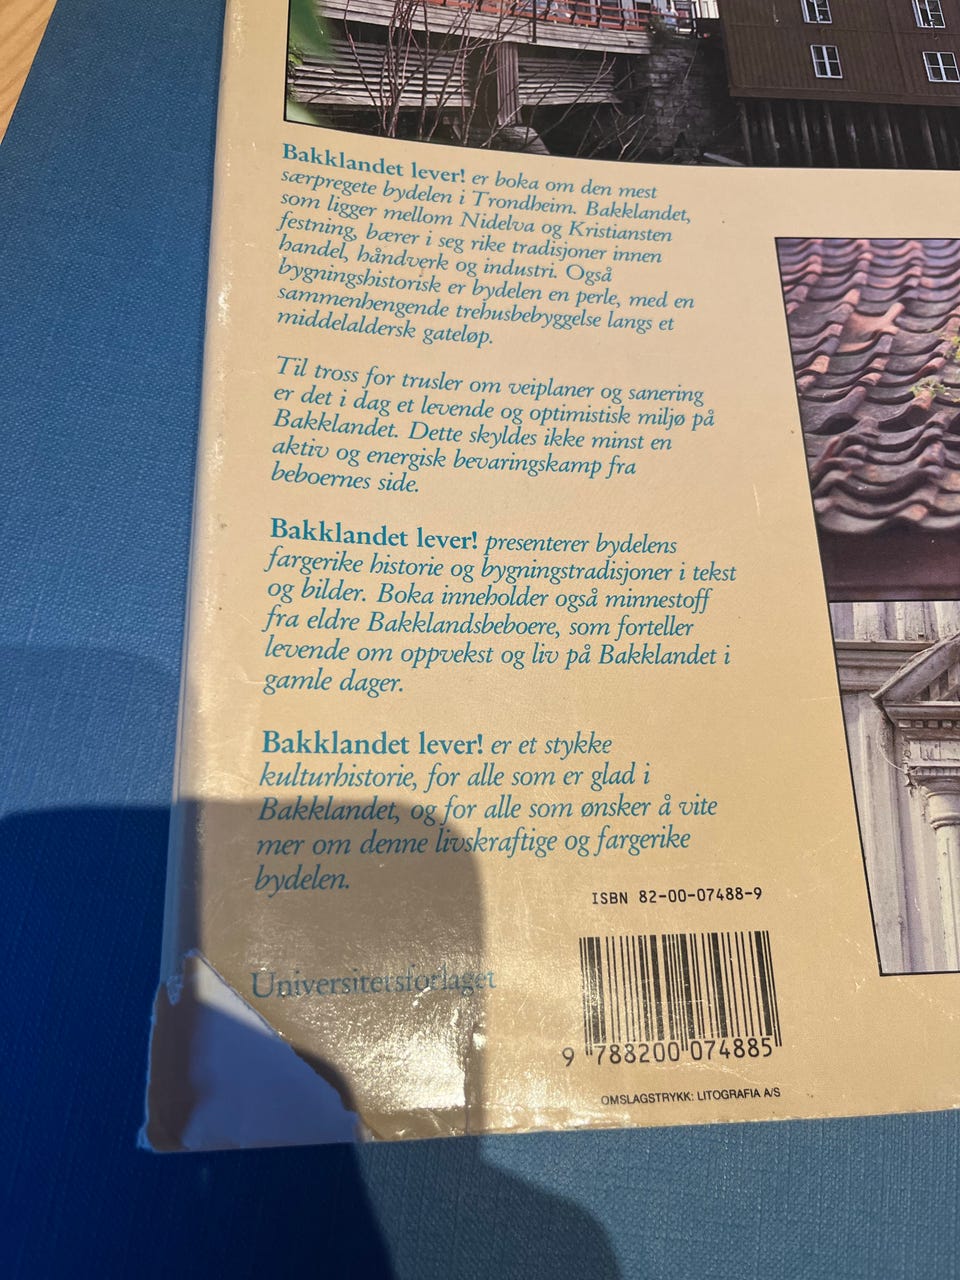 Bakklandet lever! er boka om den mest
særpregete bydelen i Trondheim. Bakklandet,
som ligger mellom Nidelva og Kristiansten
festning, bærer i seg rike tradisjoner innen
handel, håndverk og industri. Også
bygningshistorisk er bydelen en perle, med en
sammenhengende trehusbebyggelse langs et
middelaldersk gateløp.
Til tross for trusler om veiplaner og sanering
er det i dag et levende og optimistisk miljø på
Bakklandet. Dette skyldes ikke minst en
aktiv og energisk bevaringskamp fra
beboernes side.
Bakklandet lever! presenterer bydelens
fargerike historie og bygningstradisjoner i tekst
og bilder. Boka inneholder også minnestoff
fra eldre Bakklandsbeboere, som forteller
levende om oppvekst og liv på Bakklandet i
gamle dager.
Bakklandet lever! er et stykke
kulturhistorie, for alle som er glad i
Bakklandet, og for alle som ønsker å vite
mer om denne livskraftige og fargerike
bydelen.
ISBN 82-00-07488-9
Universitetsforlaget
9 788200 074885
OMSLAGSTRYKK: LITOGRAFIA A/S